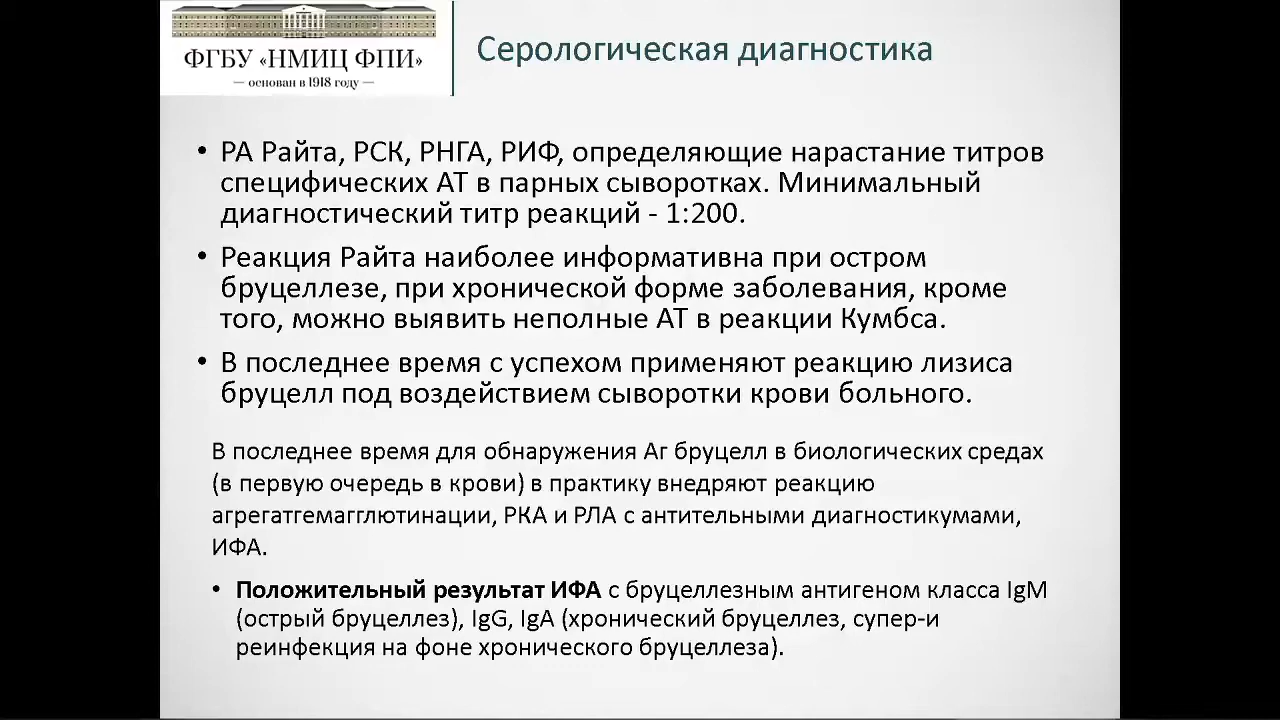 ФГБУ «НМИЦ ФПИ»
— основан в 1918 году —
Серологическая диагностика
• РА Райта, РСК, РНГА, РИФ, определяющие нарастание титров
специфических АТ в парных сыворотках. Минимальный
диагностический титр реакций - 1:200.
• Реакция Райта наиболее информативна при остром
бруцеллезе, при хронической форме заболевания, кроме
того, можно выявить неполные АТ в реакции Кумбса.
• В последнее время с успехом применяют реакцию лизиса
бруцелл под воздействием сыворотки крови больного.
В последнее время для обнаружения Аг бруцелл в биологических средах
(в первую очередь в крови) в практику внедряют реакцию
агрегатгемагглютинации, РКА и РЛА с антительными диагностикумами,
ИФА.
• Положительный результат ИФА с бруцеллезным антигеном класса IgM
(острый бруцеллез), IgG, IgA (хронический бруцеллез, супер-и
реинфекция на фоне хронического бруцеллеза).